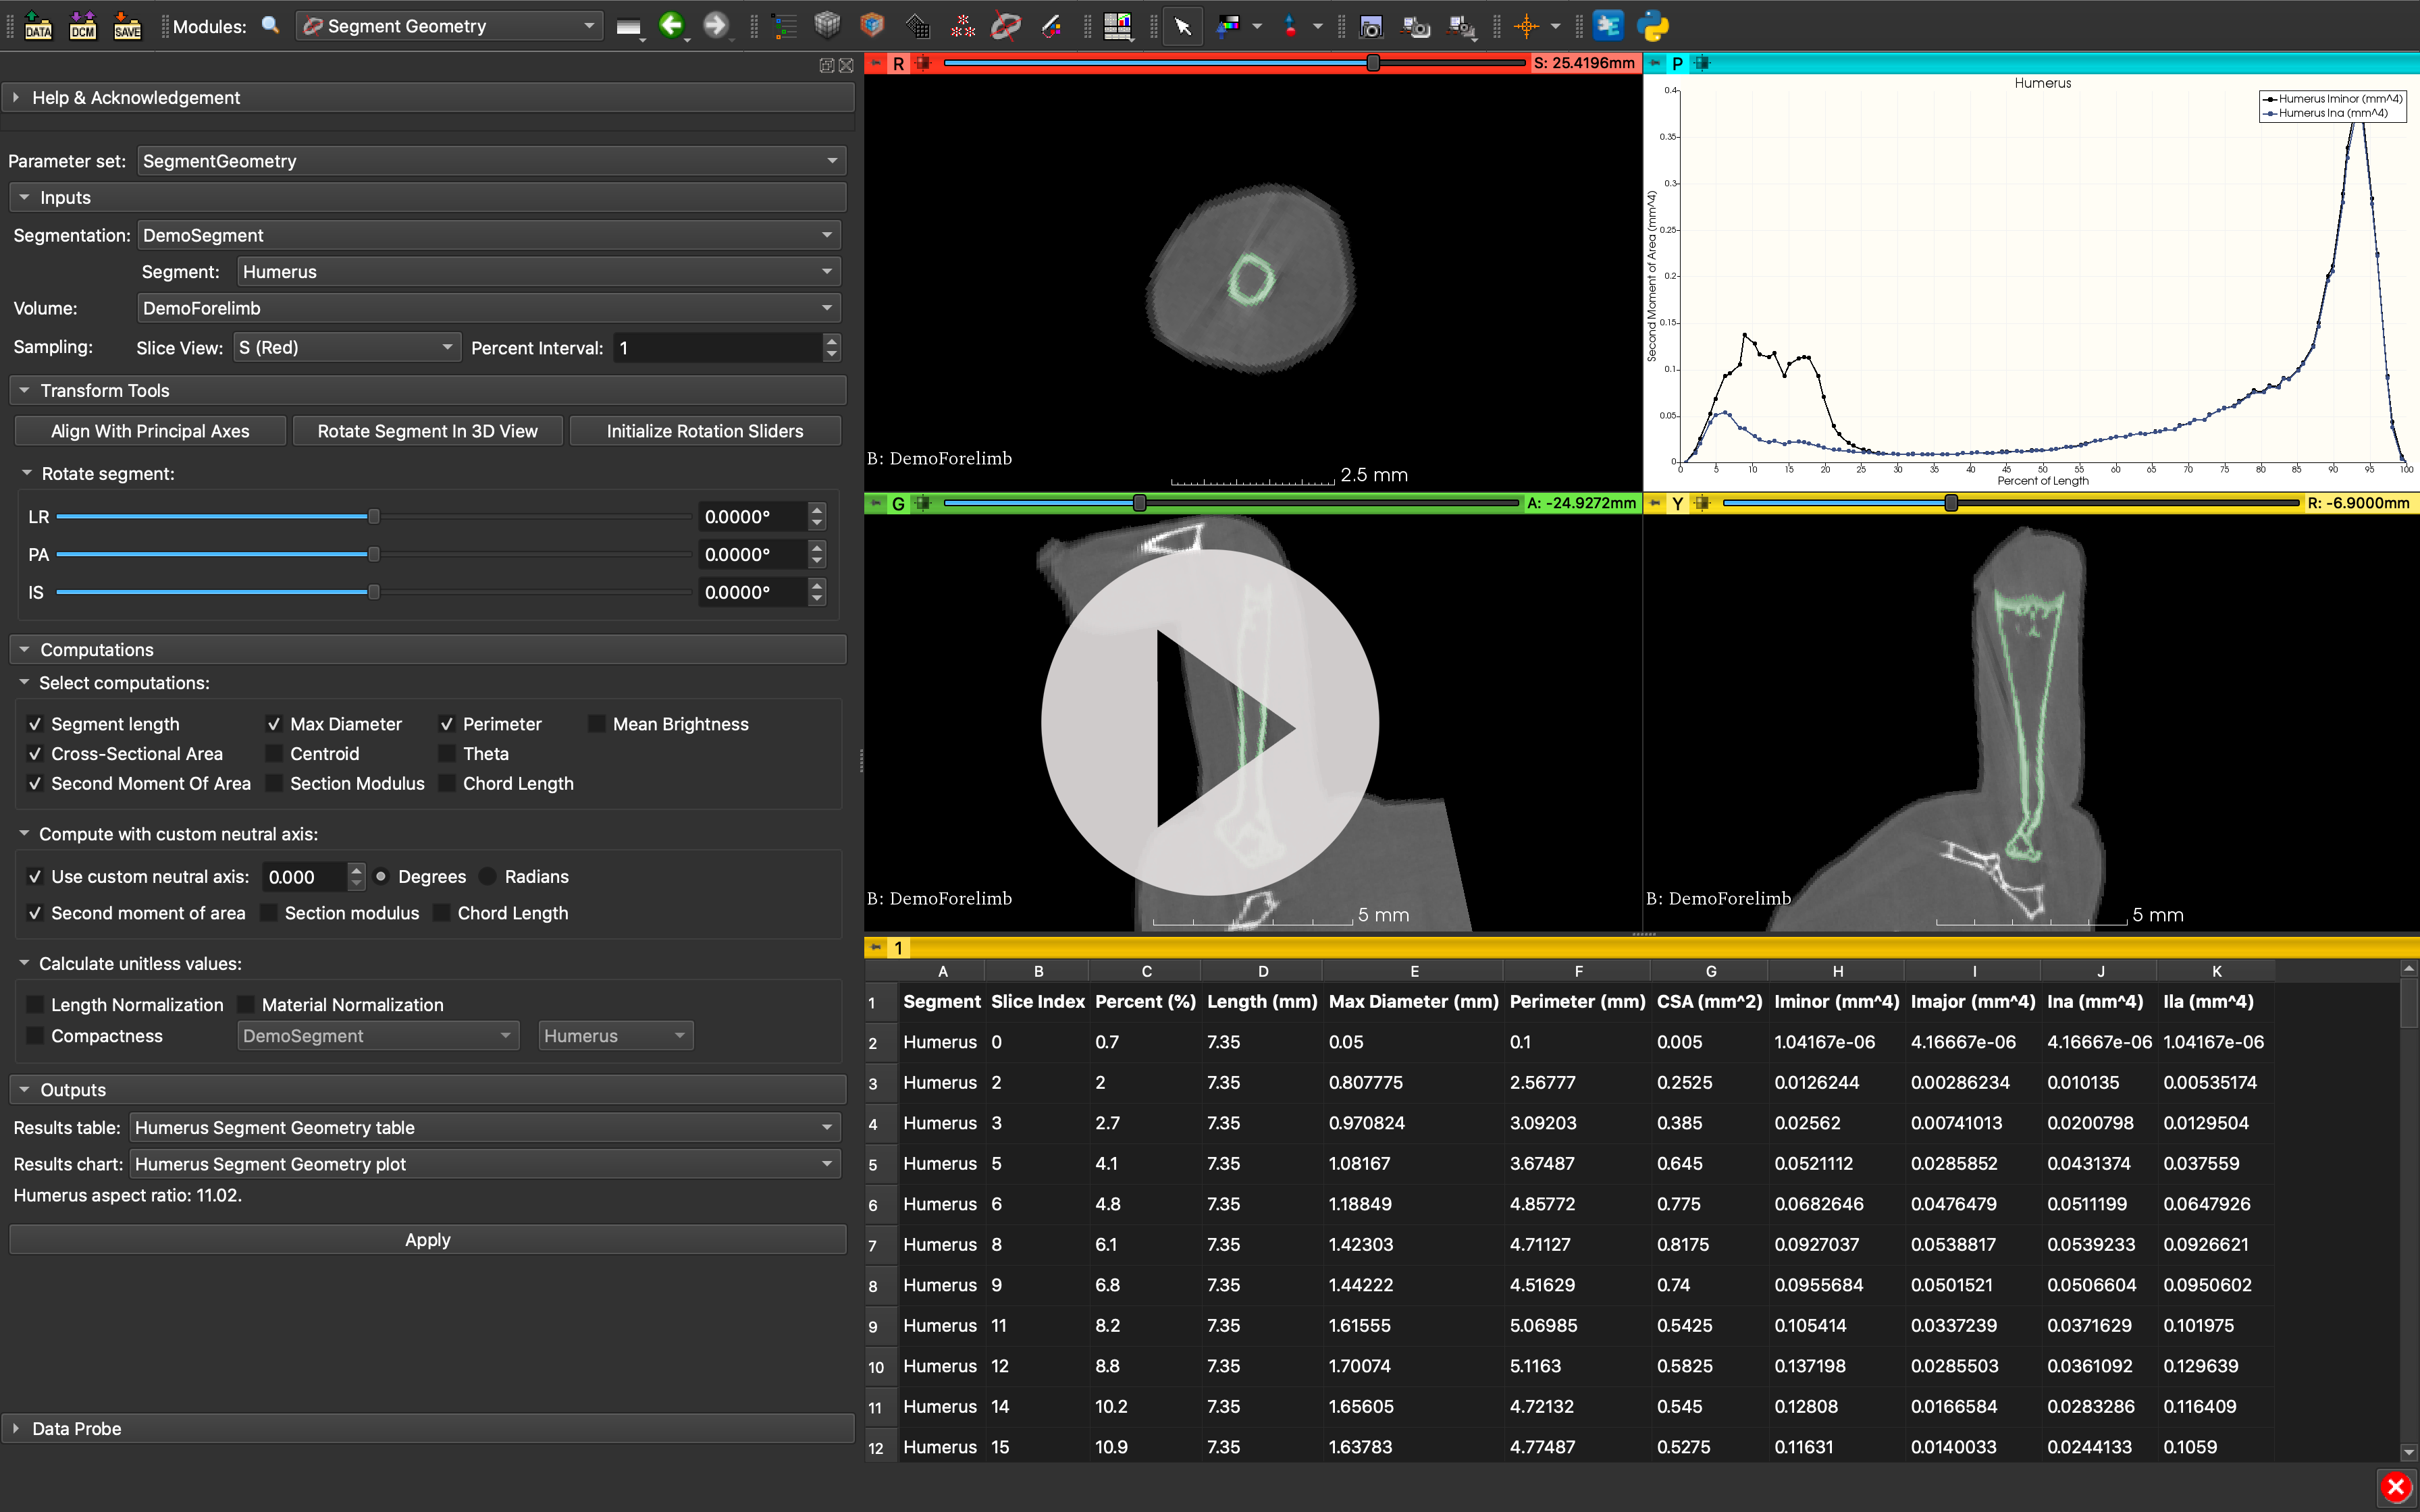 DATA DCM SAVE Modules: Segment Geometry
Help & Acknowledgement
Parameter set: SegmentGeometry
Inputs
Segmentation: DemoSegment
Segment: Humerus
Volume: DemoForelimb
Sampling: Slice View: S (Red) Percent Interval: 1
Transform Tools
Align With Principal Axes Rotate Segment In 3D View Initialize Rotation Sliders
Rotate segment:
LR 0.0000°
PA 0.0000°
IS 0.0000°
Computations
Select computations:
Segment length Max Diameter Perimeter Mean Brightness
Cross-Sectional Area Centroid Theta
Second Moment Of Area Section Modulus Chord Length
Compute with custom neutral axis:
Use custom neutral axis: 0.000 Degrees Radians
Second moment of area Section modulus Chord Length
Calculate unitless values:
Length Normalization Material Normalization
Compactness DemoSegment Humerus
Outputs
Results table: Humerus Segment Geometry table
Results chart: Humerus Segment Geometry plot
Humerus aspect ratio: 11.02.
Apply
Data Probe
R S: 25.4196mm
B: DemoForelimb
2.5 mm
P
Humerus
Humerus Iminor (mm^4)
Humerus Ina (mm^4)
Second Moment of Area (mm^4)
0.4
0.35
0.3
0.25
0.2
0.15
0.1
0.05
0
0 5 10 15 20 25 30 35 40 45 50 55 60 65 70 75 80 85 90 95 100
Percent of Length
G A: -24.9272mm
B: DemoForelimb
5 mm
Y R: -6.9000mm
B: DemoForelimb
5 mm
1
A B C D E F G H I J K
1 Segment Slice Index Percent (%) Length (mm) Max Diameter (mm) Perimeter (mm) CSA (mm^2) Iminor (mm^4) Imajor (mm^4) Ina (mm^4) Ila (mm^4)
2 Humerus 0 0.7 7.35 0.05 0.1 0.005 1.04167e-06 4.16667e-06 4.16667e-06 1.04167e-06
3 Humerus 2 2 7.35 0.807775 2.56777 0.2525 0.0126244 0.00286234 0.010135 0.00535174
4 Humerus 3 2.7 7.35 0.970824 3.09203 0.385 0.02562 0.00741013 0.0200798 0.0129504
5 Humerus 5 4.1 7.35 1.08167 3.67487 0.645 0.0521112 0.0285852 0.0431374 0.037559
6 Humerus 6 4.8 7.35 1.18849 4.85772 0.775 0.0682646 0.0476479 0.0511199 0.0647926
7 Humerus 8 6.1 7.35 1.42303 4.71127 0.8175 0.0927037 0.0538817 0.0539233 0.0926621
8 Humerus 9 6.8 7.35 1.44222 4.51629 0.74 0.0955684 0.0501521 0.0506604 0.0950602
9 Humerus 11 8.2 7.35 1.61555 5.06985 0.5425 0.105414 0.0337239 0.0371629 0.101975
10 Humerus 12 8.8 7.35 1.70074 5.1163 0.5825 0.137198 0.0285503 0.0361092 0.129639
11 Humerus 14 10.2 7.35 1.65605 4.72132 0.545 0.12808 0.0166584 0.0283286 0.116409
12 Humerus 15 10.9 7.35 1.63783 4.77487 0.5275 0.11631 0.0140033 0.0244133 0.1059